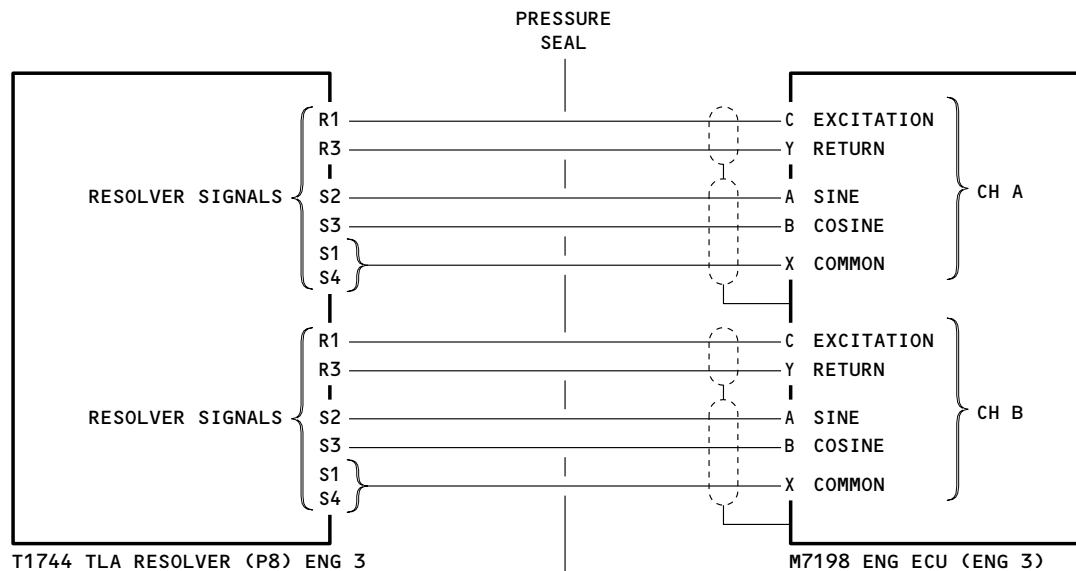 PRESSURE
SEAL
R1 C EXCITATION
R3 Y RETURN
RESOLVER SIGNALS S2 A SINE CH A
S3 B COSINE
S1
X COMMON
S4
R1 C EXCITATION
R3 Y RETURN
RESOLVER SIGNALS S2 A SINE CH B
S3 B COSINE
S1
X COMMON
S4
T1744 TLA RESOLVER (P8) ENG 3 M7198 ENG ECU (ENG 3)